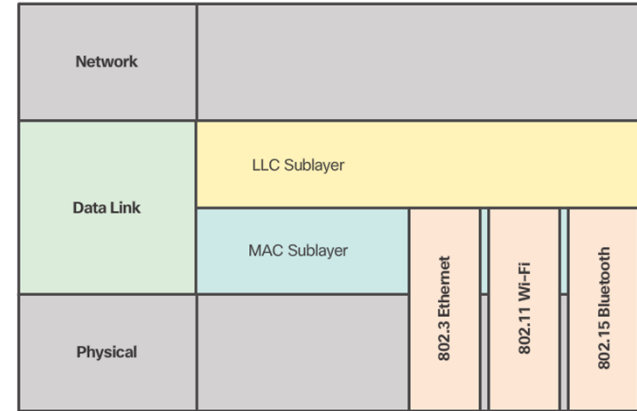 Network
LLC Sublayer
Data Link
MAC Sublayer
802.3 Ethernet
802.11 Wi-Fi
802.15 Bluetooth
Physical